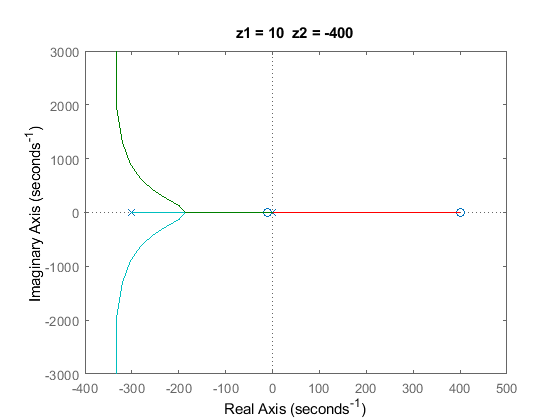 z1 = 10  z2 = -400
3000
2000
1000
0
-1000
-2000
-3000
Imaginary Axis (seconds⁻¹)
-400 -300 -200 -100 0 100 200 300 400 500
Real Axis (seconds⁻¹)